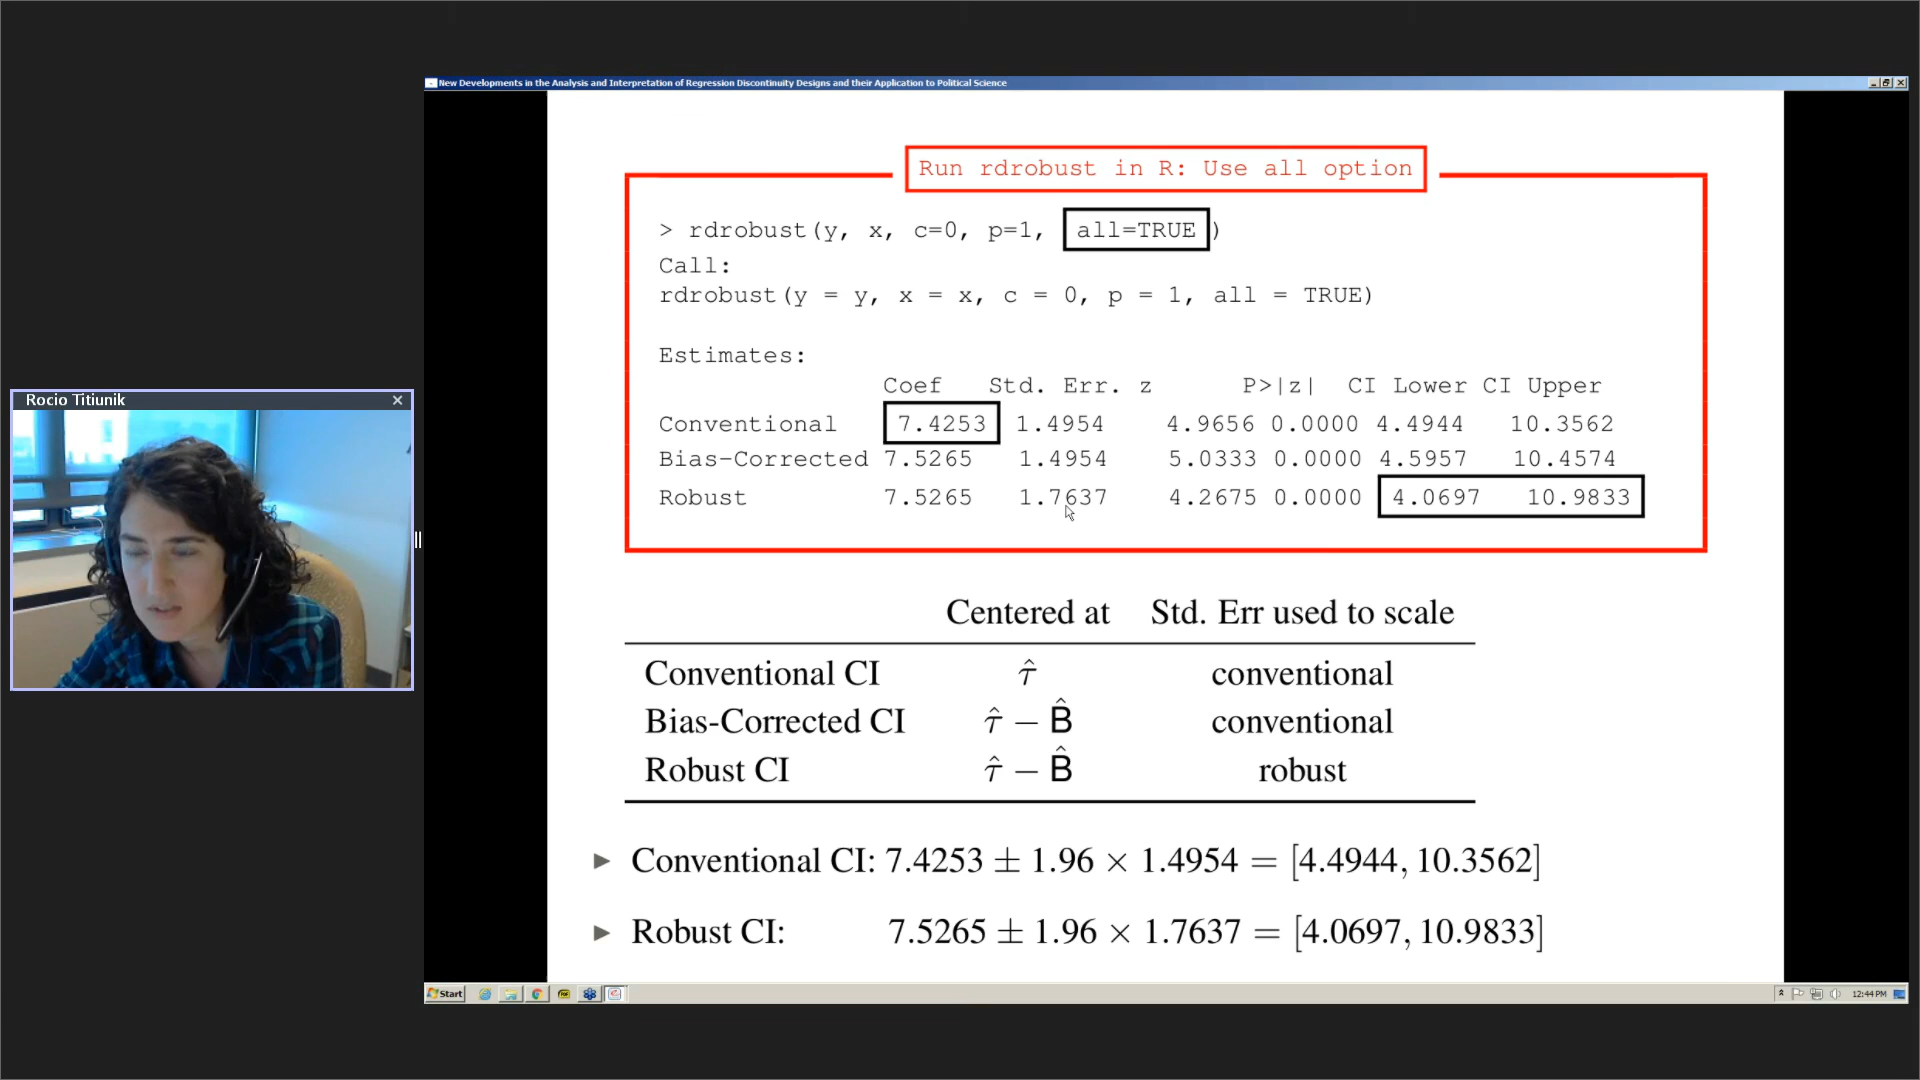 New Developments in the Analysis and Interpretation of Regression Discontinuity Designs and their Application to Political Science
Run rdrobust in R: Use all option
> rdrobust(y, x, c=0, p=1, all=TRUE)
Call:
rdrobust(y = y, x = x, c = 0, p = 1, all = TRUE)
Estimates:
Coef Std. Err. z P>|z| CI Lower CI Upper
Conventional 7.4253 1.4954 4.9656 0.0000 4.4944 10.3562
Bias-Corrected 7.5265 1.4954 5.0333 0.0000 4.5957 10.4574
Robust 7.5265 1.7637 4.2675 0.0000 4.0697 10.9833
Rocio Titiunik
Centered at Std. Err used to scale
Conventional CI τ̂ conventional
Bias-Corrected CI τ̂ − B̂ conventional
Robust CI τ̂ − B̂ robust
▶ Conventional CI: 7.4253 ± 1.96 × 1.4954 = [4.4944, 10.3562]
▶ Robust CI: 7.5265 ± 1.96 × 1.7637 = [4.0697, 10.9833]
Start
12:44 PM